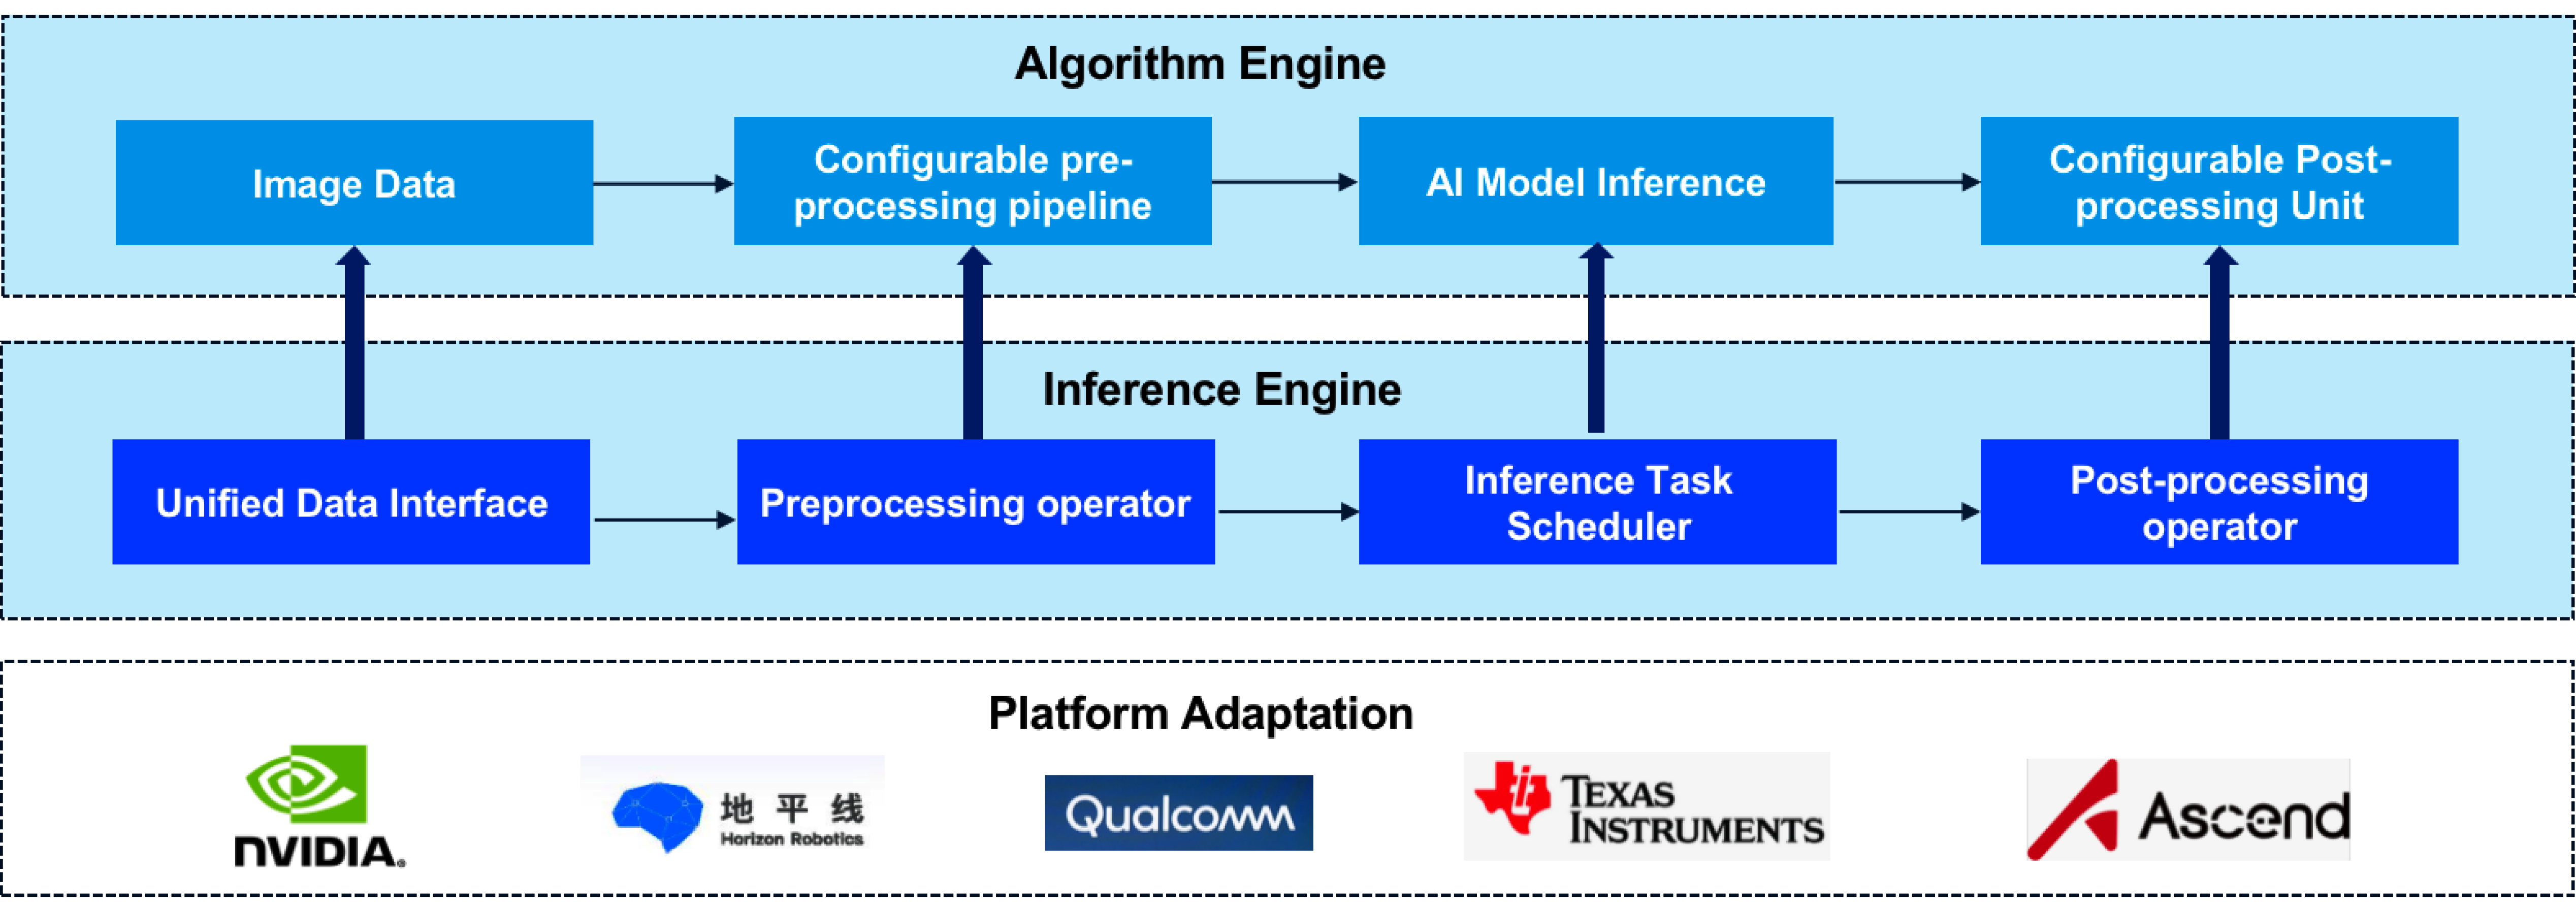 Algorithm Engine
Image Data
Configurable pre-
processing pipeline
AI Model Inference
Configurable Post-
processing Unit
Inference Engine
Unified Data Interface
Preprocessing operator
Inference Task
Scheduler
Post-processing
operator
Platform Adaptation
NVIDIA®
地平线
Horizon Robotics
Qualcomm
TEXAS
INSTRUMENTS
Ascend